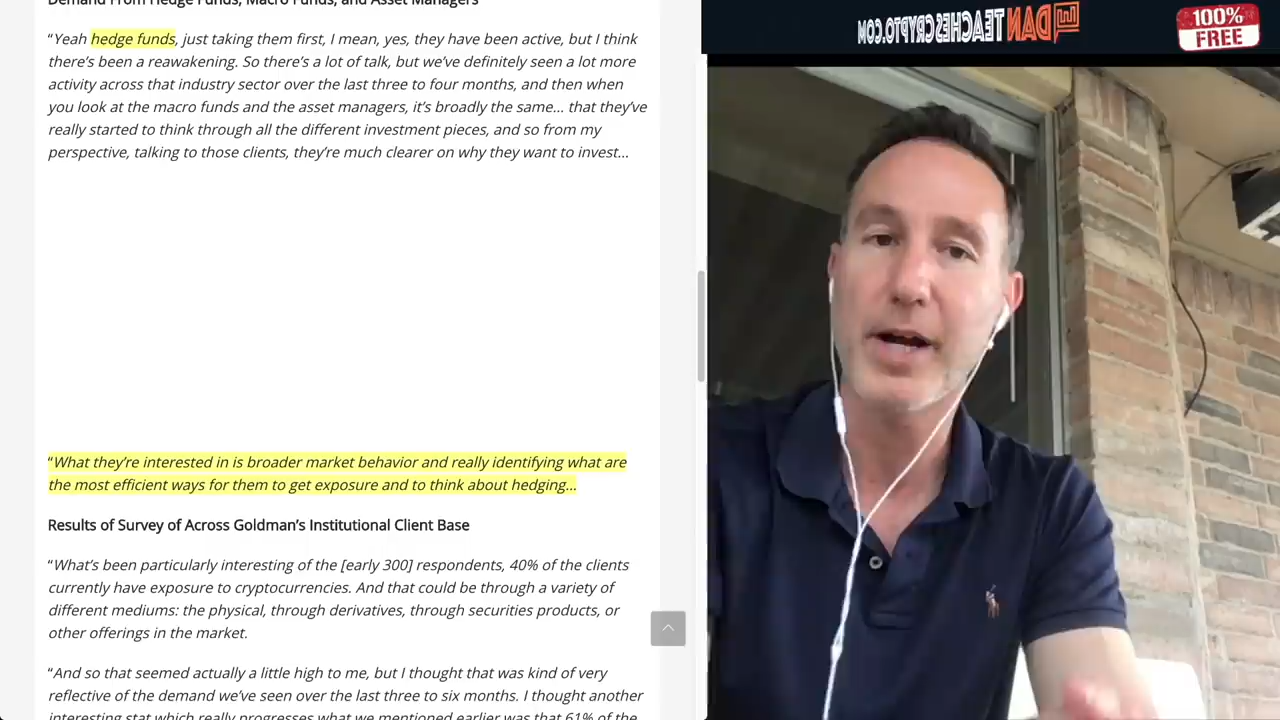 Demand From Hedge Funds, Macro Funds, and Asset Managers
“Yeah hedge funds, just taking them first, I mean, yes, they have been active, but I think
there’s been a reawakening. So there’s a lot of talk, but we’ve definitely seen a lot more
activity across that industry sector over the last three to four months, and then when
you look at the macro funds and the asset managers, it’s broadly the same… that they’ve
really started to think through all the different investment pieces, and so from my
perspective, talking to those clients, they’re much clearer on why they want to invest…
“What they’re interested in is broader market behavior and really identifying what are
the most efficient ways for them to get exposure and to think about hedging…
Results of Survey of Across Goldman’s Institutional Client Base
“What’s been particularly interesting of the [early 300] respondents, 40% of the clients
currently have exposure to cryptocurrencies. And that could be through a variety of
different mediums: the physical, through derivatives, through securities products, or
other offerings in the market.
“And so that seemed actually a little high to me, but I thought that was kind of very
reflective of the demand we’ve seen over the last three to six months. I thought another
interesting stat which really progresses what we mentioned earlier was that 61% of the
DANTEACHESCRYPTO.COM
100%
FREE